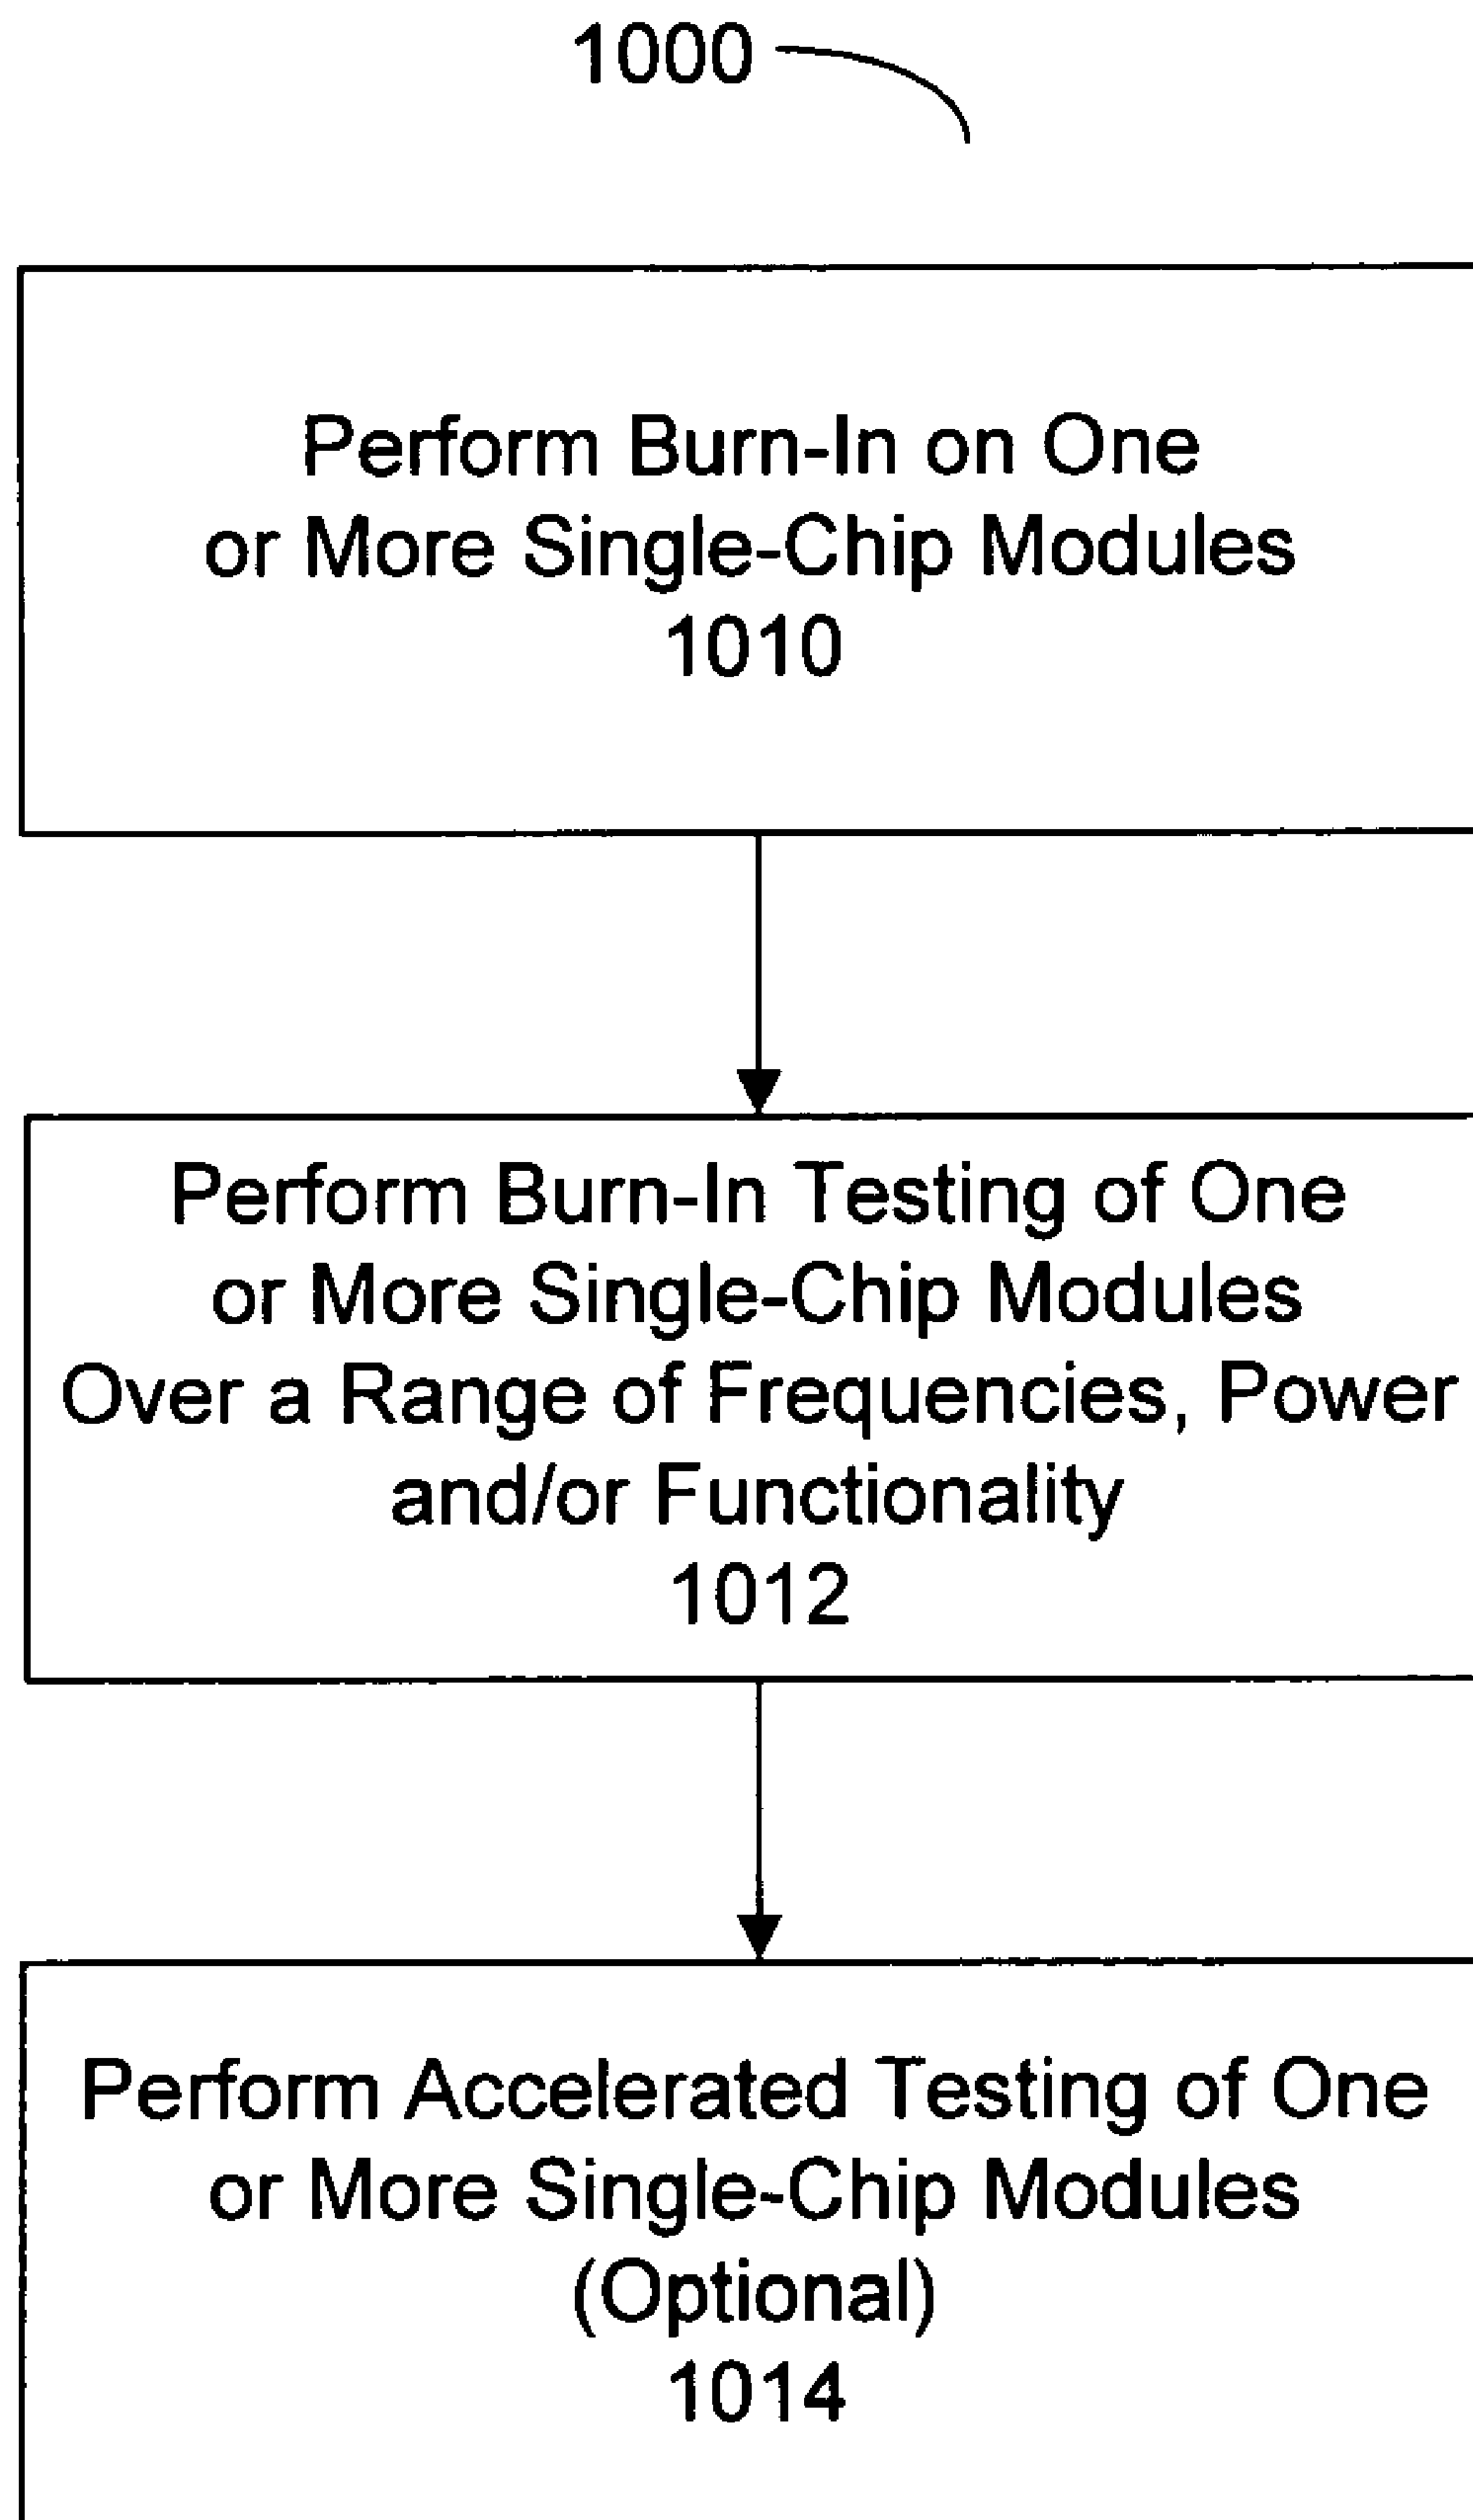 1000
Perform Burn-In on One
or More Single-Chip Modules
1010
Perform Burn-In Testing of One
or More Single-Chip Modules
Over a Range of Frequencies, Power
and/or Functionality
1012
Perform Accelerated Testing of One
or More Single-Chip Modules
(Optional)
1014